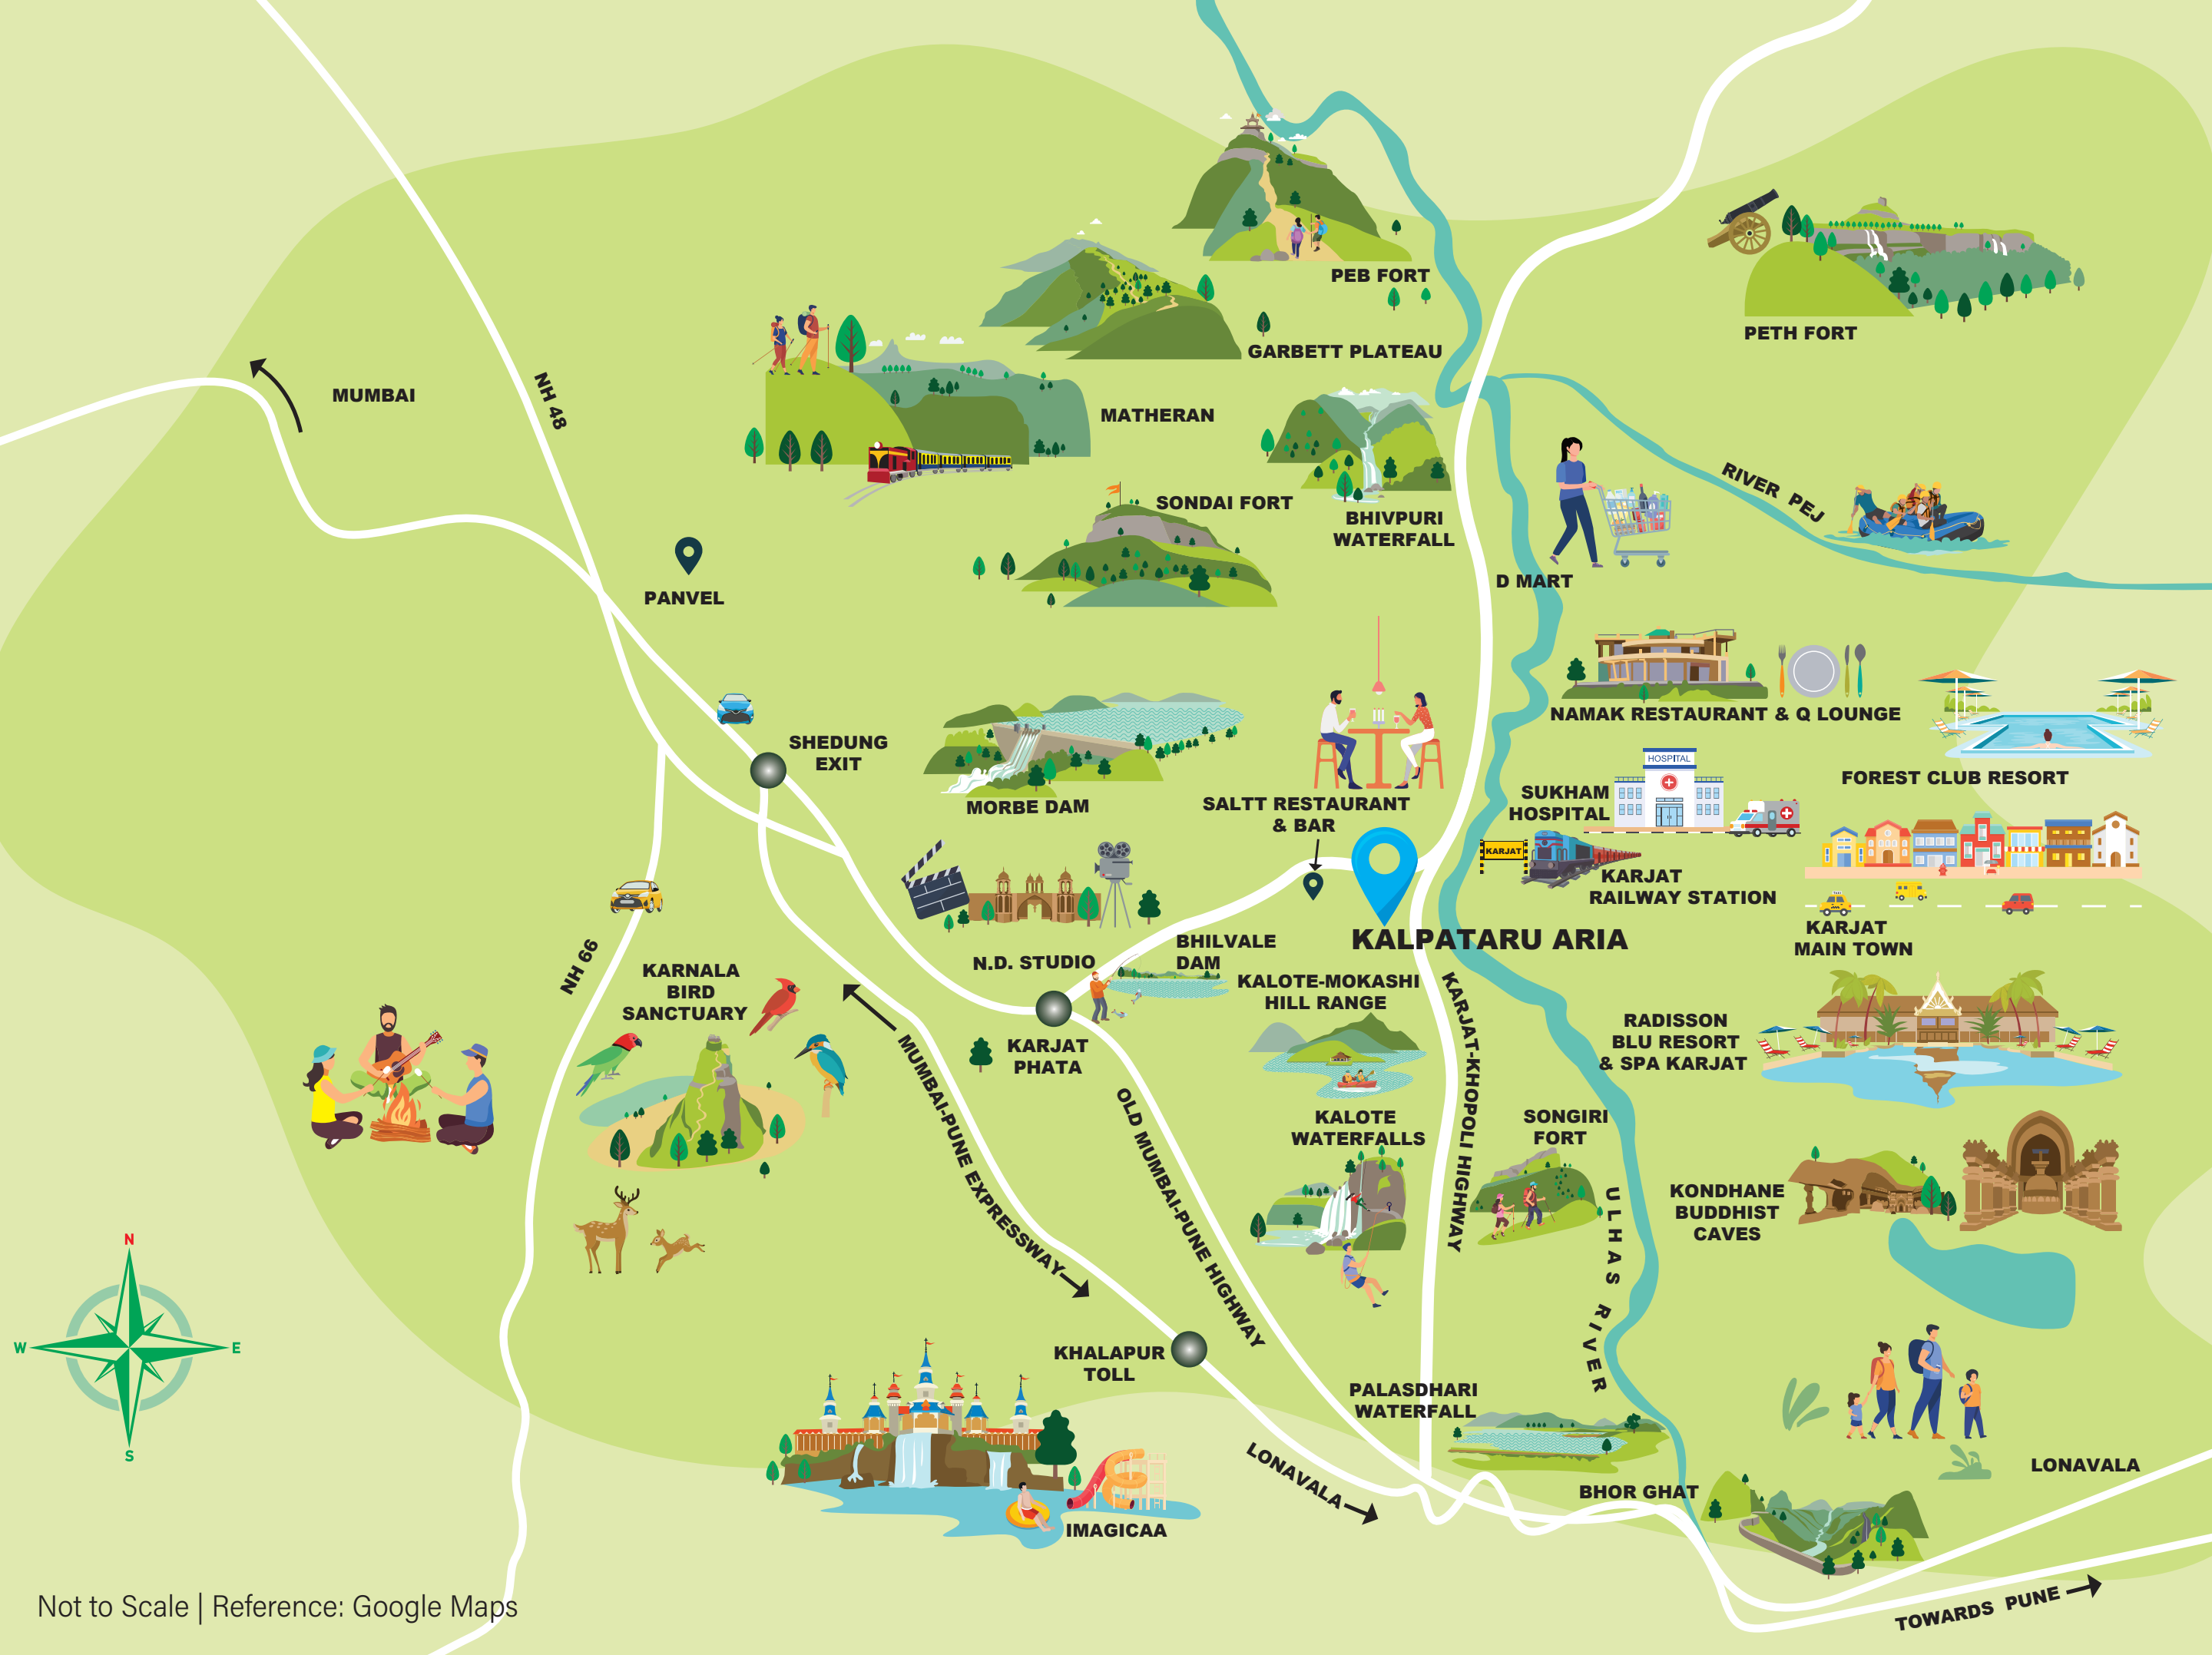 PEB FORT
PETH FORT
GARBETT PLATEAU
MUMBAI
NH 48
MATHERAN
SONDAI FORT
BHIVPURI
WATERFALL
RIVER PEJ
D MART
PANVEL
NAMAK RESTAURANT & Q LOUNGE
SHEDUNG
EXIT
HOSPITAL
FOREST CLUB RESORT
MORBE DAM
SALTT RESTAURANT
& BAR
SUKHAM
HOSPITAL
KARJAT
KARJAT
RAILWAY STATION
KARJAT
MAIN TOWN
KALPATARU ARIA
BHILVALE
DAM
N.D. STUDIO
NH 66
KARNALA
BIRD
SANCTUARY
KALOTE-MOKASHI
HILL RANGE
KARJAT
PHATA
RADISSON
BLU RESORT
& SPA KARJAT
MUMBAI-PUNE EXPRESSWAY
OLD MUMBAI-PUNE HIGHWAY
KARJAT-KHOPOLI HIGHWAY
KALOTE
WATERFALLS
SONGIRI
FORT
ULHAS RIVER
KONDHANE
BUDDHIST
CAVES
N
W
E
S
KHALAPUR
TOLL
PALASDHARI
WATERFALL
LONAVALA
BHOR GHAT
LONAVALA
IMAGICAA
TOWARDS PUNE
Not to Scale | Reference: Google Maps